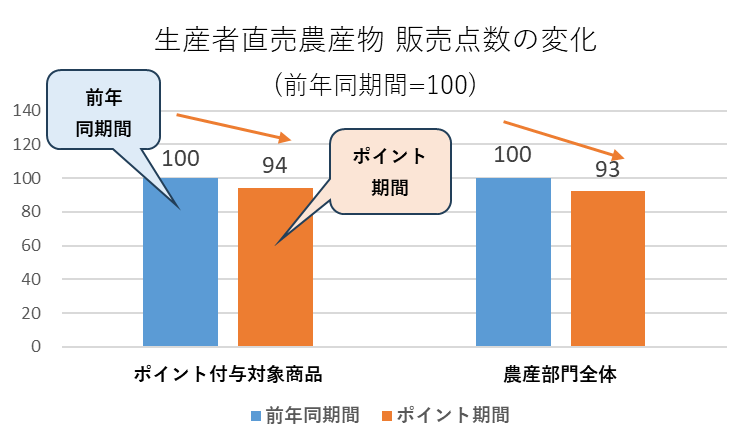 生産者直売農産物 販売点数の変化
(前年同期間=100)
140
120
100
80
60
40
20
0
前年
同期間
100
94
ポイント
期間
100
93
ポイント付与対象商品
農産部門全体
前年同期間
ポイント期間